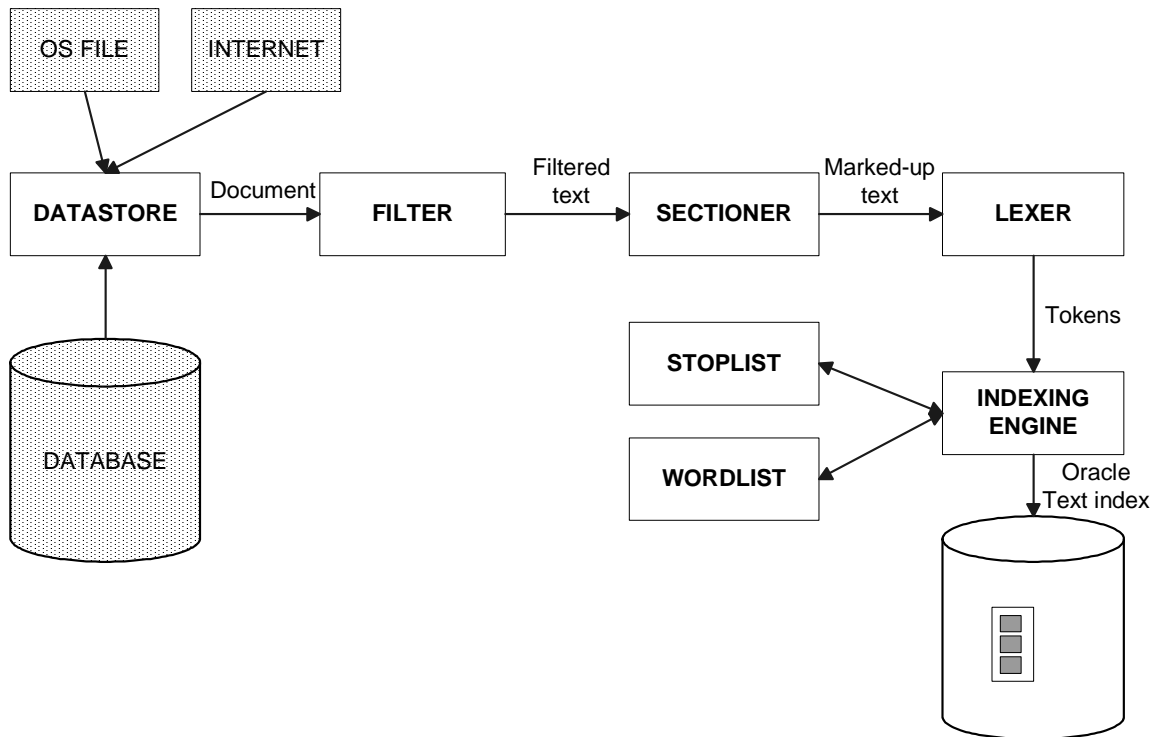 OS FILE
INTERNET
DATASTORE
Document
FILTER
Filtered
text
SECTIONER
Marked-up
text
LEXER
Tokens
STOPLIST
INDEXING
ENGINE
WORDLIST
DATABASE
Oracle
Text index